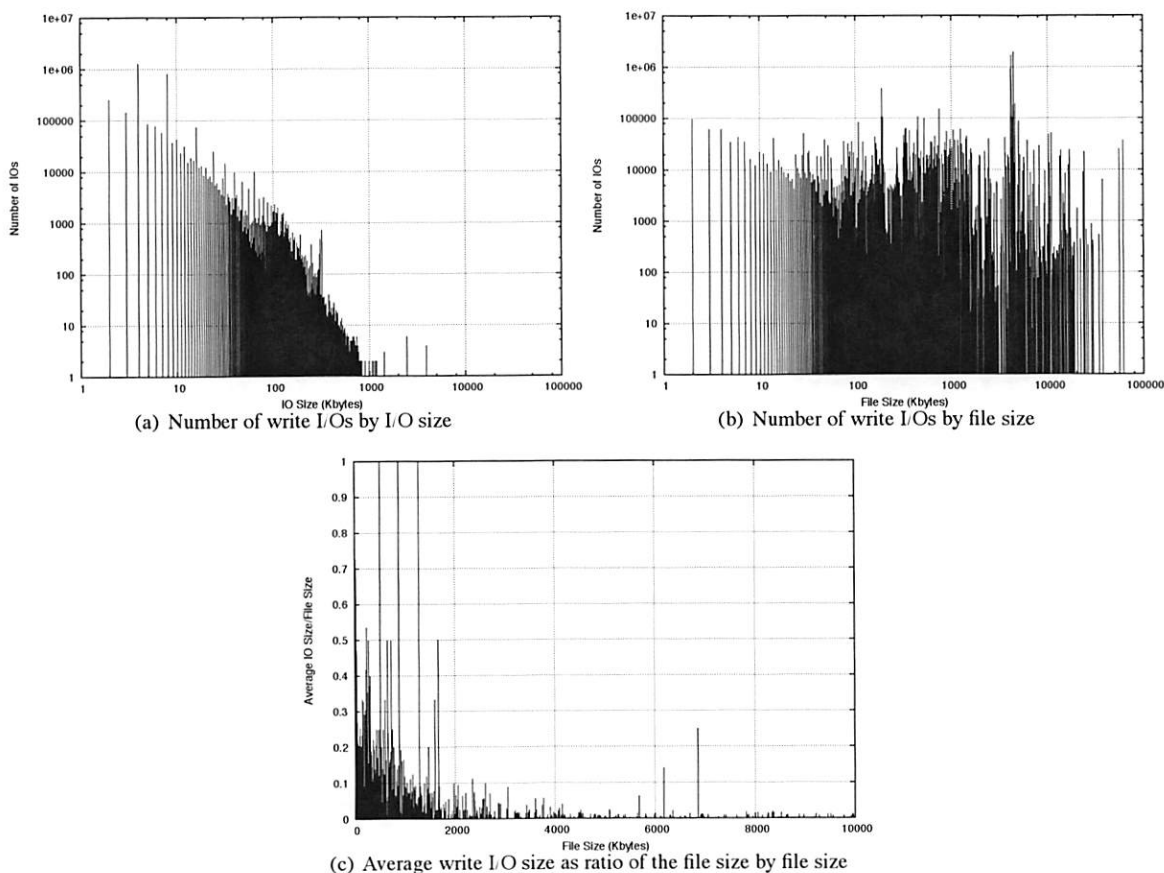 1e+07
1e+06
100000
10000
1000
100
10
1
Number of IOs
1 10 100 1000 10000 100000
IO Size (Kbytes)
(a) Number of write I/Os by I/O size
1e+07
1e+06
100000
10000
1000
100
10
1
Number of IOs
1 10 100 1000 10000 100000
File Size (Kbytes)
(b) Number of write I/Os by file size
1
0.9
0.8
0.7
0.6
0.5
0.4
0.3
0.2
0.1
0
Average IO Size/File Size
0 2000 4000 6000 8000 10000
File Size (Kbytes)
(c) Average write I/O size as ratio of the file size by file size